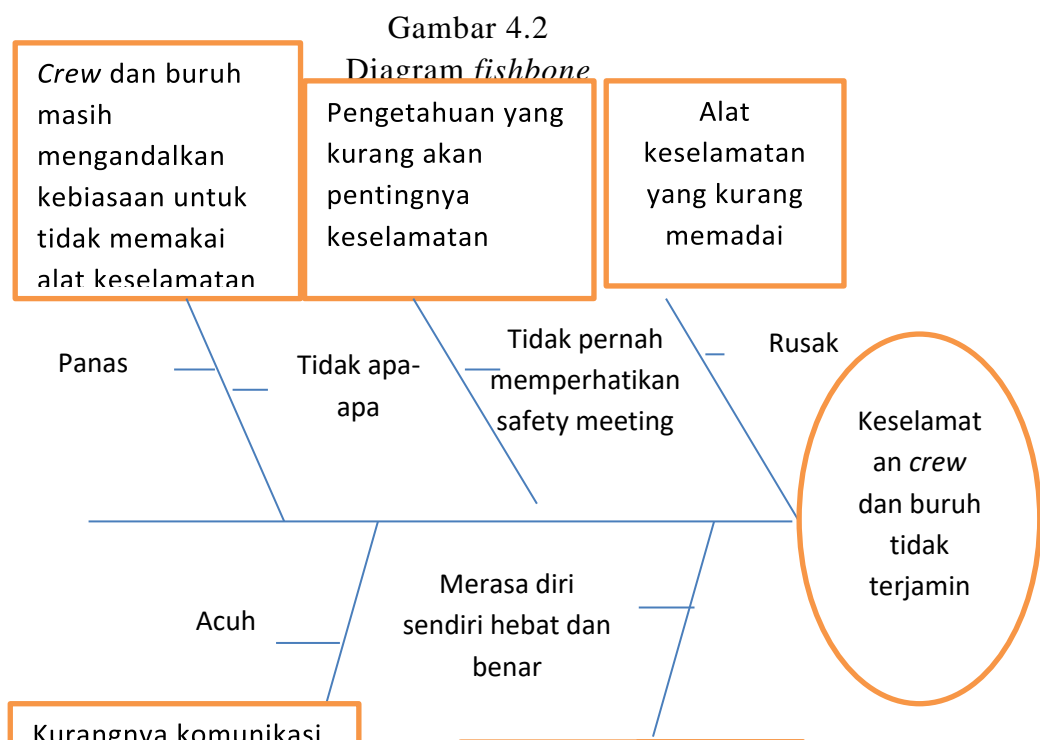 Gambar 4.2
Diagram fishbone
Crew dan buruh
masih
mengandalkan
kebiasaan untuk
tidak memakai
alat keselamatan
Pengetahuan yang
kurang akan
pentingnya
keselamatan
Alat
keselamatan
yang kurang
memadai
Panas
Tidak apa-
apa
Tidak pernah
memperhatikan
safety meeting
Rusak
Keselamat
an crew
dan buruh
tidak
terjamin
Acuh
Merasa diri
sendiri hebat dan
benar
Kurangnya komunikasi